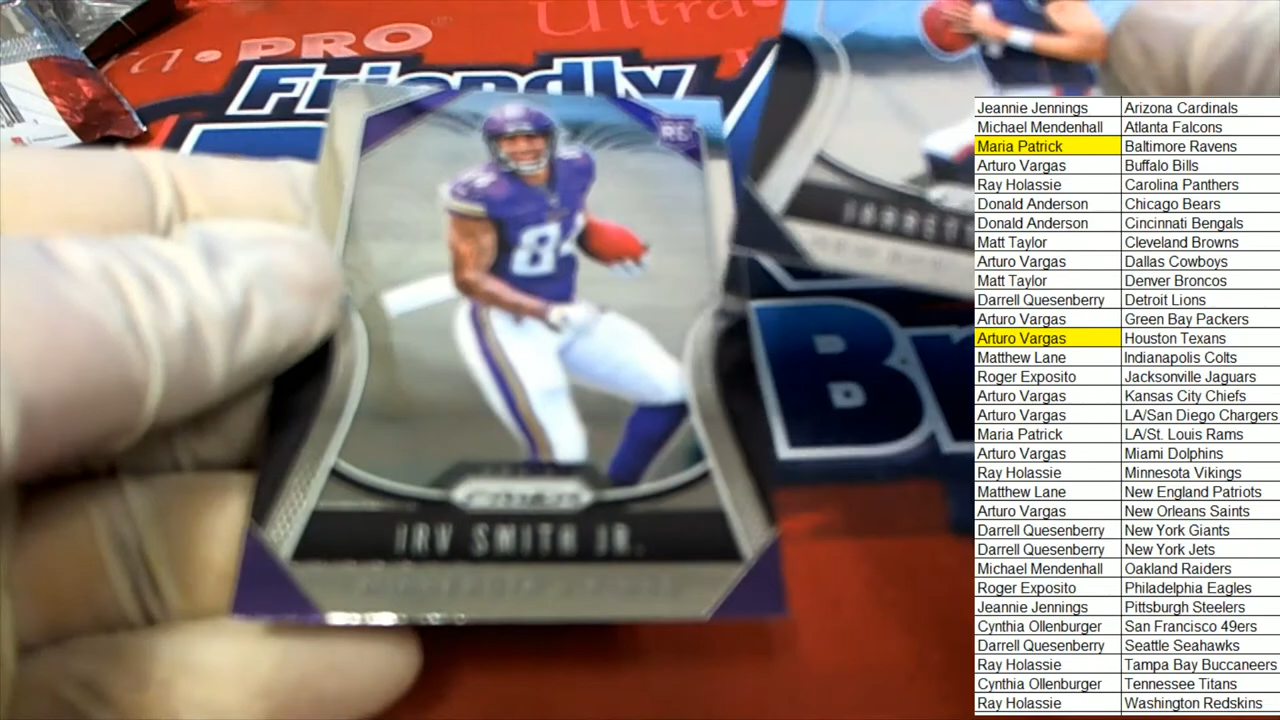 Ultra
a·PRO
Friendly
RC
84
IRV SMITH JR.
Br
Jeannie Jennings Arizona Cardinals
Michael Mendenhall Atlanta Falcons
Maria Patrick Baltimore Ravens
Arturo Vargas Buffalo Bills
Ray Holassie Carolina Panthers
Donald Anderson Chicago Bears
Donald Anderson Cincinnati Bengals
Matt Taylor Cleveland Browns
Arturo Vargas Dallas Cowboys
Matt Taylor Denver Broncos
Darrell Quesenberry Detroit Lions
Arturo Vargas Green Bay Packers
Arturo Vargas Houston Texans
Matthew Lane Indianapolis Colts
Roger Exposito Jacksonville Jaguars
Arturo Vargas Kansas City Chiefs
Arturo Vargas LA/San Diego Chargers
Maria Patrick LA/St. Louis Rams
Arturo Vargas Miami Dolphins
Ray Holassie Minnesota Vikings
Matthew Lane New England Patriots
Arturo Vargas New Orleans Saints
Darrell Quesenberry New York Giants
Darrell Quesenberry New York Jets
Michael Mendenhall Oakland Raiders
Roger Exposito Philadelphia Eagles
Jeannie Jennings Pittsburgh Steelers
Cynthia Ollenburger San Francisco 49ers
Darrell Quesenberry Seattle Seahawks
Ray Holassie Tampa Bay Buccaneers
Cynthia Ollenburger Tennessee Titans
Ray Holassie Washington Redskins